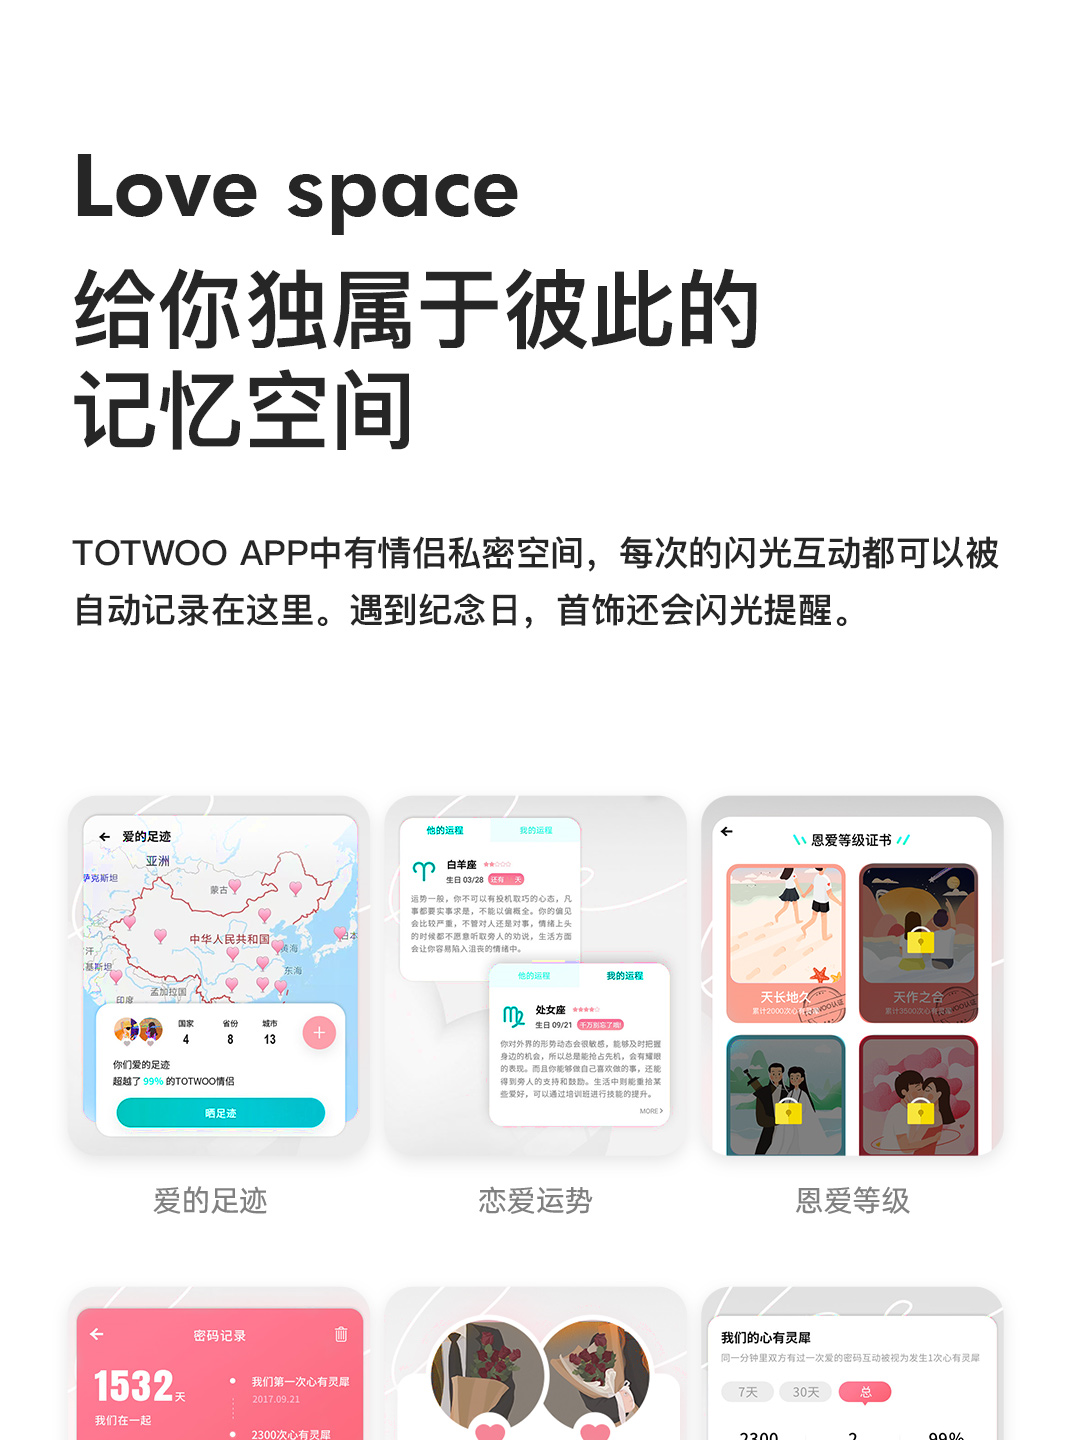 Love space
给你独属于彼此的
记忆空间
TOTWOO APP中有情侣私密空间，每次的闪光互动都可以被
自动记录在这里。遇到纪念日，首饰还会闪光提醒。
爱的足迹
亚洲
萨克斯坦
蒙古
中华人民共和国
黄海
日本
汗
基斯坦
东海
孟加拉国
印度
国家 省份 城市
4 8 13
你们爱的足迹
超越了 99% 的TOTWOO情侣
晒足迹
爱的足迹
他的运程 我的运程
白羊座
生日 03/28 还有 天
运势一般，你不可以有投机取巧的心态，凡
事都要实事求是，不能以偏概全。你的偏见
会比较严重，不管对人还是对事，情绪上头
的时候都不愿意听取旁人的劝说，生活方面
会让你容易陷入沮丧的情绪中。
他的运程 我的运程
处女座
生日 09/21 千万别忘了哦!
你对外界的形势动态会很敏感，能够及时把握
身边的机会，所以总是能抢占先机，会有耀眼
的表现。而且你能够做自己喜欢做的事，还能
得到旁人的支持和鼓励。生活中则能重拾某
些爱好，可以通过培训班进行技能的提升。
MORE
恋爱运势
恩爱等级证书
天长地久
累计2000次心有灵犀
天作之合
累计3500次心有灵犀
恩爱等级
密码记录
1532天
我们在一起
我们第一次心有灵犀
2017.09.21
2300次心有灵犀
我们的心有灵犀
同一分钟里双方有过一次爱的密码互动被视为发生1次心有灵犀
7天 30天 总
2300 2 99%